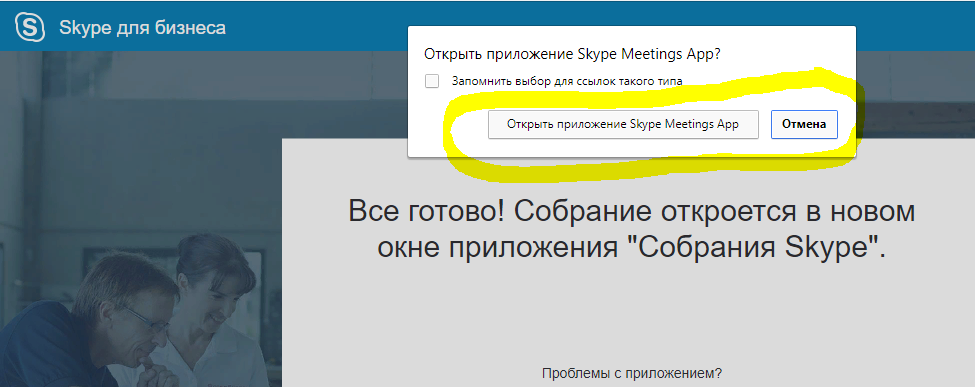 Skype для бизнеса
Открыть приложение Skype Meetings App?
Запомнить выбор для ссылок такого типа
Открыть приложение Skype Meetings App
Отмена
Все готово! Собрание откроется в новом
окне приложения "Собрания Skype".
Проблемы с приложением?